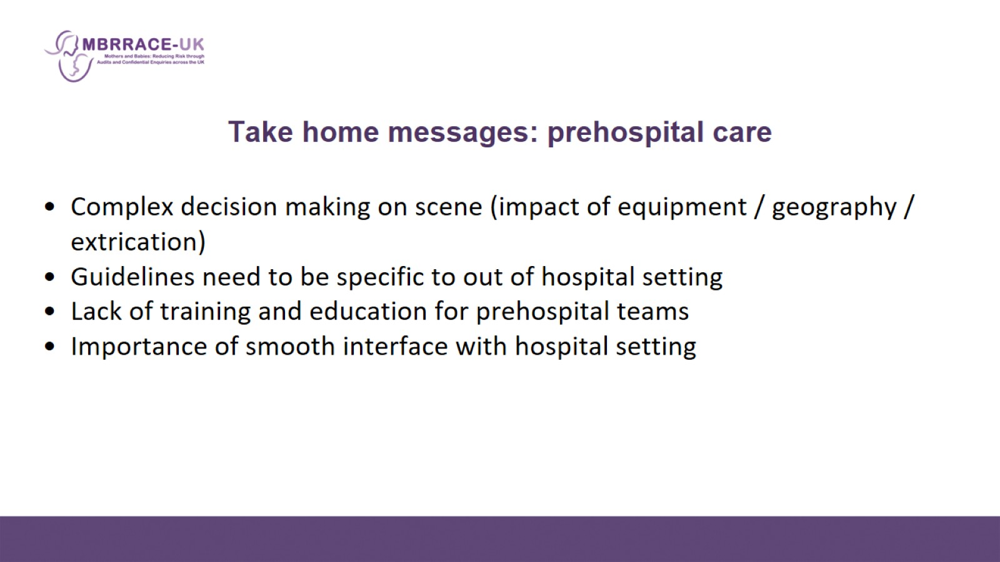 MBRRACE-UK
Mothers and Babies: Reducing Risk through
Audits and Confidential Enquiries across the UK
Take home messages: prehospital care
• Complex decision making on scene (impact of equipment / geography /
extrication)
• Guidelines need to be specific to out of hospital setting
• Lack of training and education for prehospital teams
• Importance of smooth interface with hospital setting